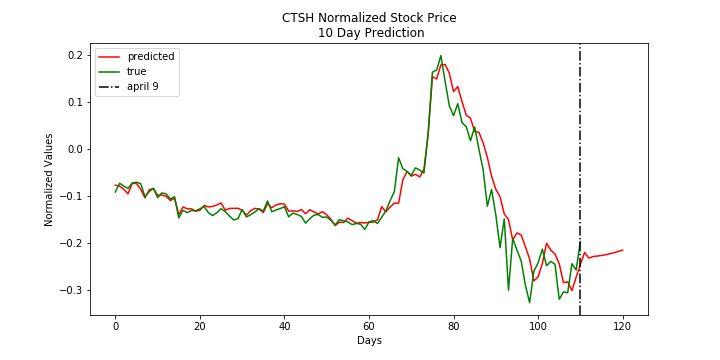 CTSH Normalized Stock Price
10 Day Prediction
predicted
true
april 9
Normalized Values
0.2
0.1
0.0
−0.1
−0.2
−0.3
0
20
40
60
80
100
120
Days